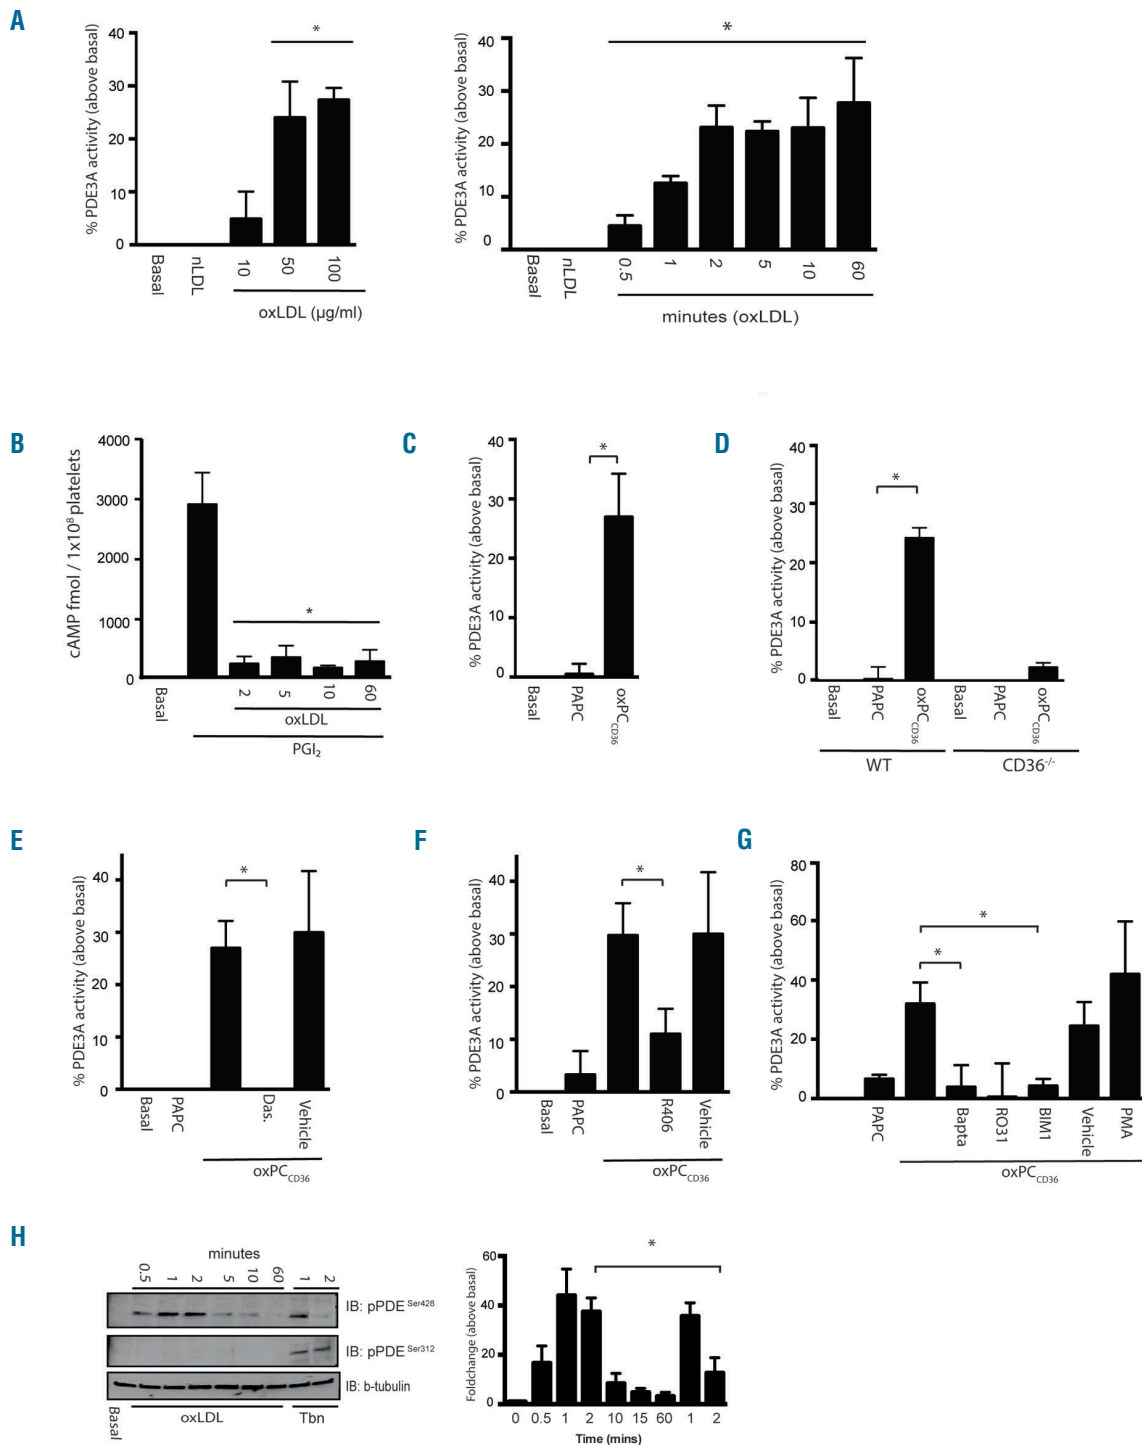 A
% PDE3A activity (above basal)
40
30
20
10
0
*
Basal
nLDL
10
50
100
oxLDL (µg/ml)
% PDE3A activity (above basal)
40
30
20
10
0
*
Basal
nLDL
0.5
1
2
5
10
60
minutes (oxLDL)
B
cAMP fmol / 1x10⁸ platelets
4000
3000
2000
1000
0
*
Basal
2
5
10
60
oxLDL
PGI₂
C
% PDE3A activity (above basal)
40
30
20
10
0
*
Basal
PAPC
oxPC CD36
D
% PDE3A activity (above basal)
40
30
20
10
0
*
Basal
PAPC
oxPC CD36
Basal
PAPC
oxPC CD36
WT
CD36-/-
E
% PDE3A activity (above basal)
40
30
20
10
0
*
Basal
PAPC
Das.
Vehicle
oxPC CD36
F
% PDE3A activity (above basal)
40
30
20
10
0
*
Basal
PAPC
R406
Vehicle
oxPC CD36
G
% PDE3A activity (above basal)
80
60
40
20
0
*
*
PAPC
Bapta
RO31
BIM1
Vehicle
PMA
oxPC CD36
H
minutes
0.5 1 2 5 10 60 1 2
IB: pPDE Ser428
IB: pPDE Ser312
IB: b-tubulin
Basal
oxLDL
Tbn
Foldchange (above basal)
60
40
20
0
*
0 0.5 1 2 10 15 60 1 2
Time (mins)